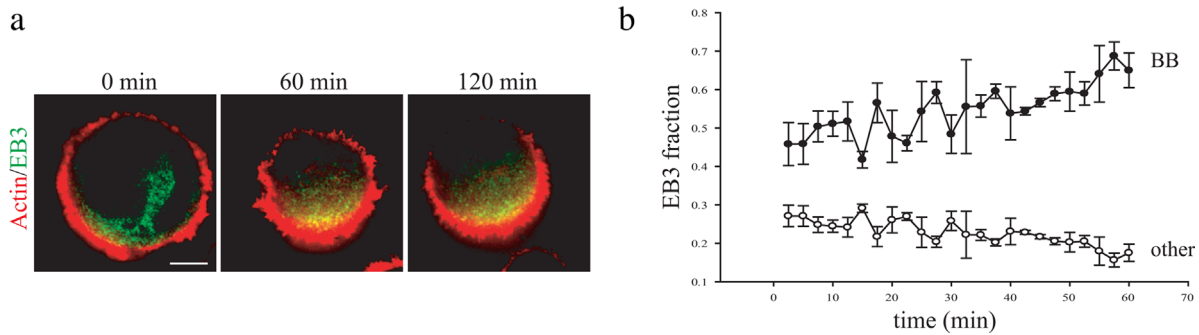 a
0 min
60 min
120 min
Actin/EB3
b
EB3 fraction
0.8
0.7
0.6
0.5
0.4
0.3
0.2
0.1
BB
other
0 10 20 30 40 50 60 70
time (min)